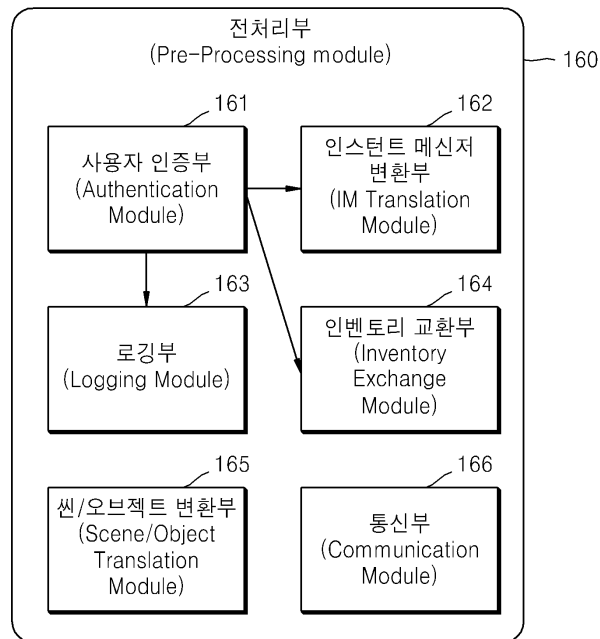 전처리부
(Pre-Processing module)
160
161
사용자 인증부
(Authentication
Module)
162
인스턴트 메신저
변환부
(IM Translation
Module)
163
로깅부
(Logging Module)
164
인벤토리 교환부
(Inventory
Exchange
Module)
165
씬/오브젝트 변환부
(Scene/Object
Translation
Module)
166
통신부
(Communication
Module)